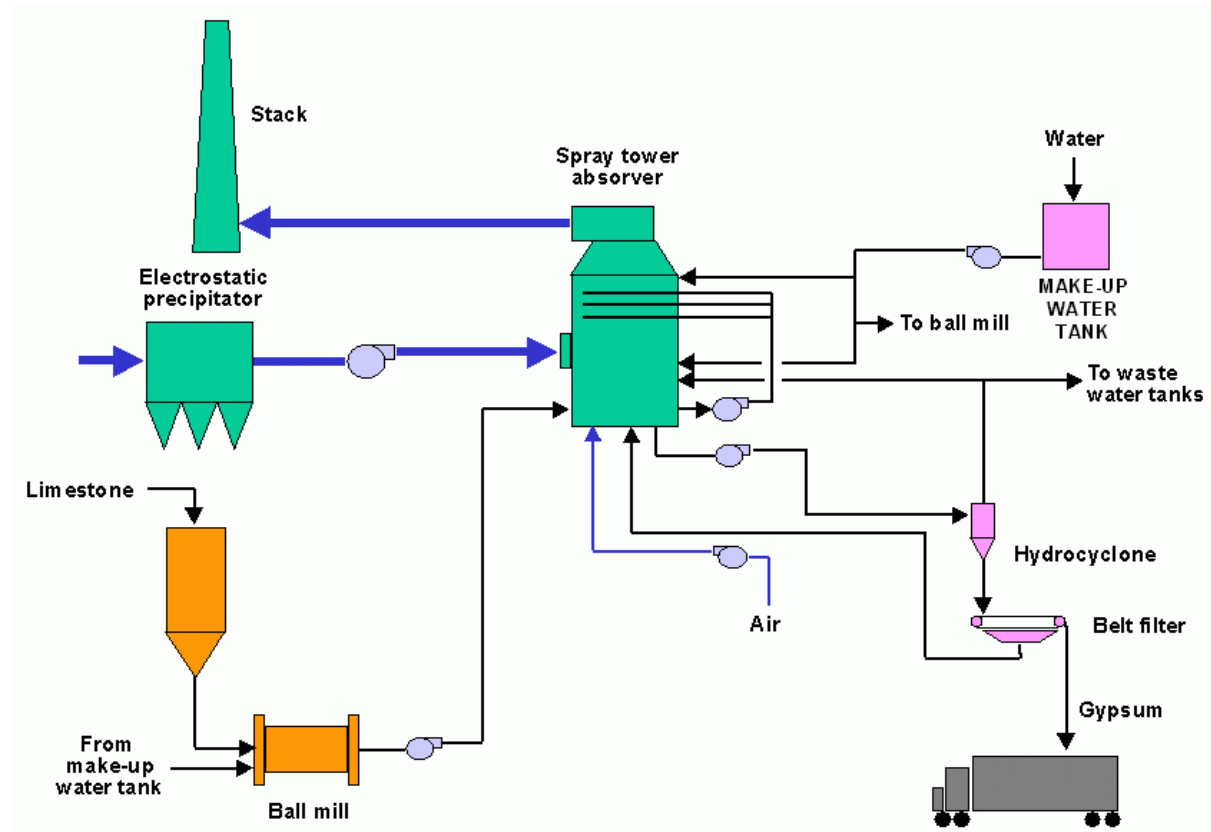 Stack
Spray tower
absorver
Water
Electrostatic
precipitator
MAKE-UP
WATER
TANK
To ball mill
To waste
water tanks
Limestone
Hydrocyclone
Air
Belt filter
Gypsum
From
make-up
water tank
Ball mill